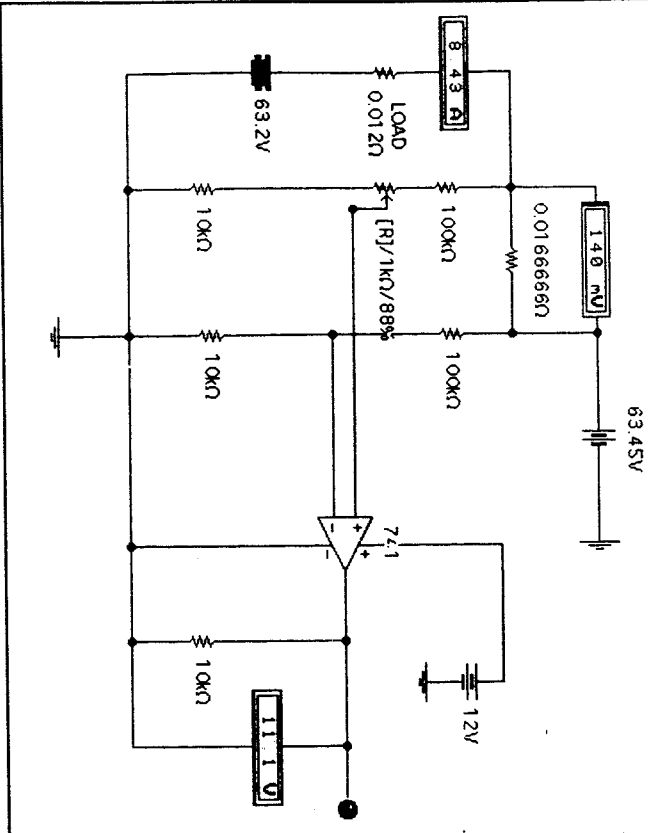 8.43 A
LOAD
0.012Ω
63.2V
140 mV
0.0166666Ω
100kΩ
[R]/1kΩ/88%
10kΩ
100kΩ
10kΩ
63.45V
741
+
-
+
-
12V
10kΩ
11.1 V